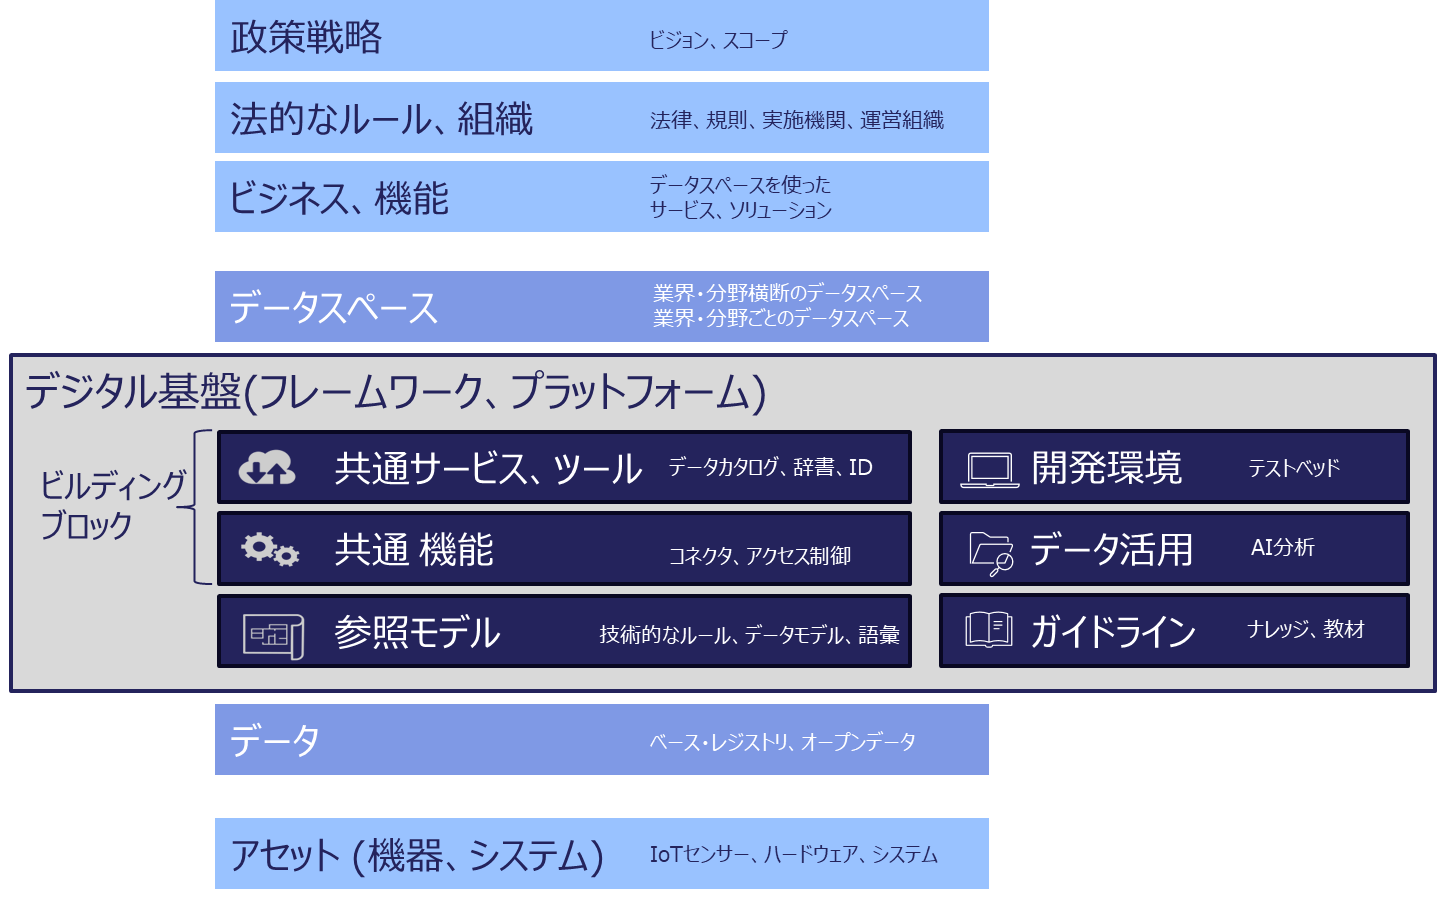 政策戦略 ビジョン、スコープ
法的なルール、組織 法律、規則、実施機関、運営組織
ビジネス、機能 データスペースを使った
サービス、ソリューション
データスペース 業界・分野横断のデータスペース
業界・分野ごとのデータスペース
デジタル基盤(フレームワーク、プラットフォーム)
ビルディング
ブロック
共通サービス、ツール データカタログ、辞書、ID
共通 機能 コネクタ、アクセス制御
参照モデル 技術的なルール、データモデル、語彙
開発環境 テストベッド
データ活用 AI分析
ガイドライン ナレッジ、教材
データ ベース・レジストリ、オープンデータ
アセット (機器、システム) IoTセンサー、ハードウェア、システム